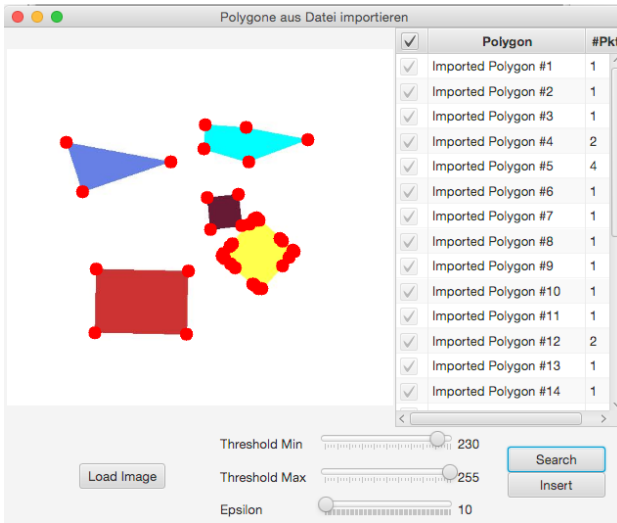 Polygone aus Datei importieren
Polygon #Pkt
Imported Polygon #1 1
Imported Polygon #2 1
Imported Polygon #3 1
Imported Polygon #4 2
Imported Polygon #5 4
Imported Polygon #6 1
Imported Polygon #7 1
Imported Polygon #8 1
Imported Polygon #9 1
Imported Polygon #10 1
Imported Polygon #11 1
Imported Polygon #12 2
Imported Polygon #13 1
Imported Polygon #14 1
Threshold Min 230
Threshold Max 255
Epsilon 10
Load Image
Search
Insert